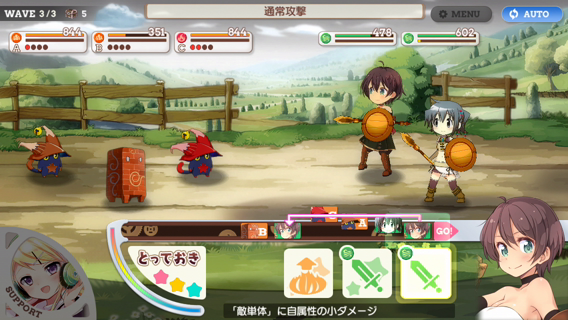 WAVE 3/3 5
通常攻撃
MENU
AUTO
844
351
844
478
602
A
B
C
B
C
A
GO!
とっておき
SUPPORT
「敵単体」に自属性の小ダメージ